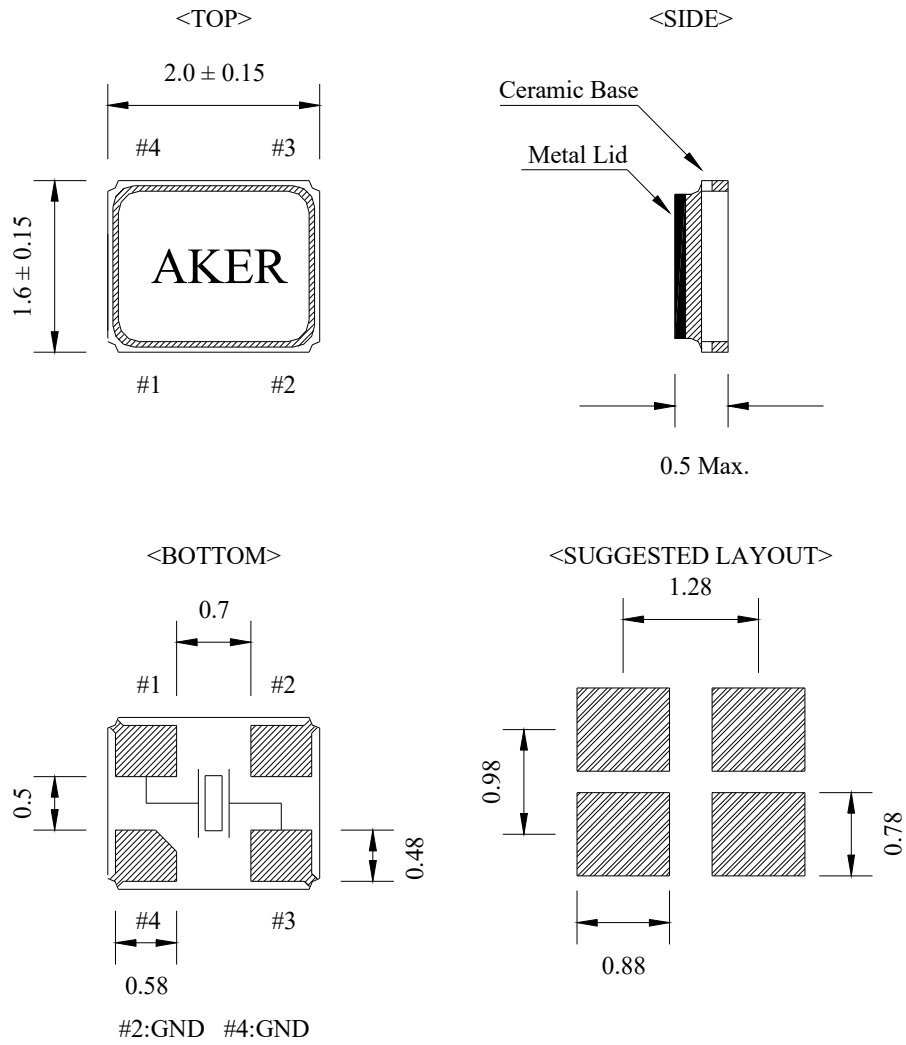 <TOP>
2.0 ± 0.15
#4 #3
1.6 ± 0.15
AKER
#1 #2
<SIDE>
Ceramic Base
Metal Lid
0.5 Max.
<BOTTOM>
0.7
#1 #2
0.5
0.48
#4 #3
0.58
#2:GND #4:GND
<SUGGESTED LAYOUT>
1.28
0.98
0.78
0.88